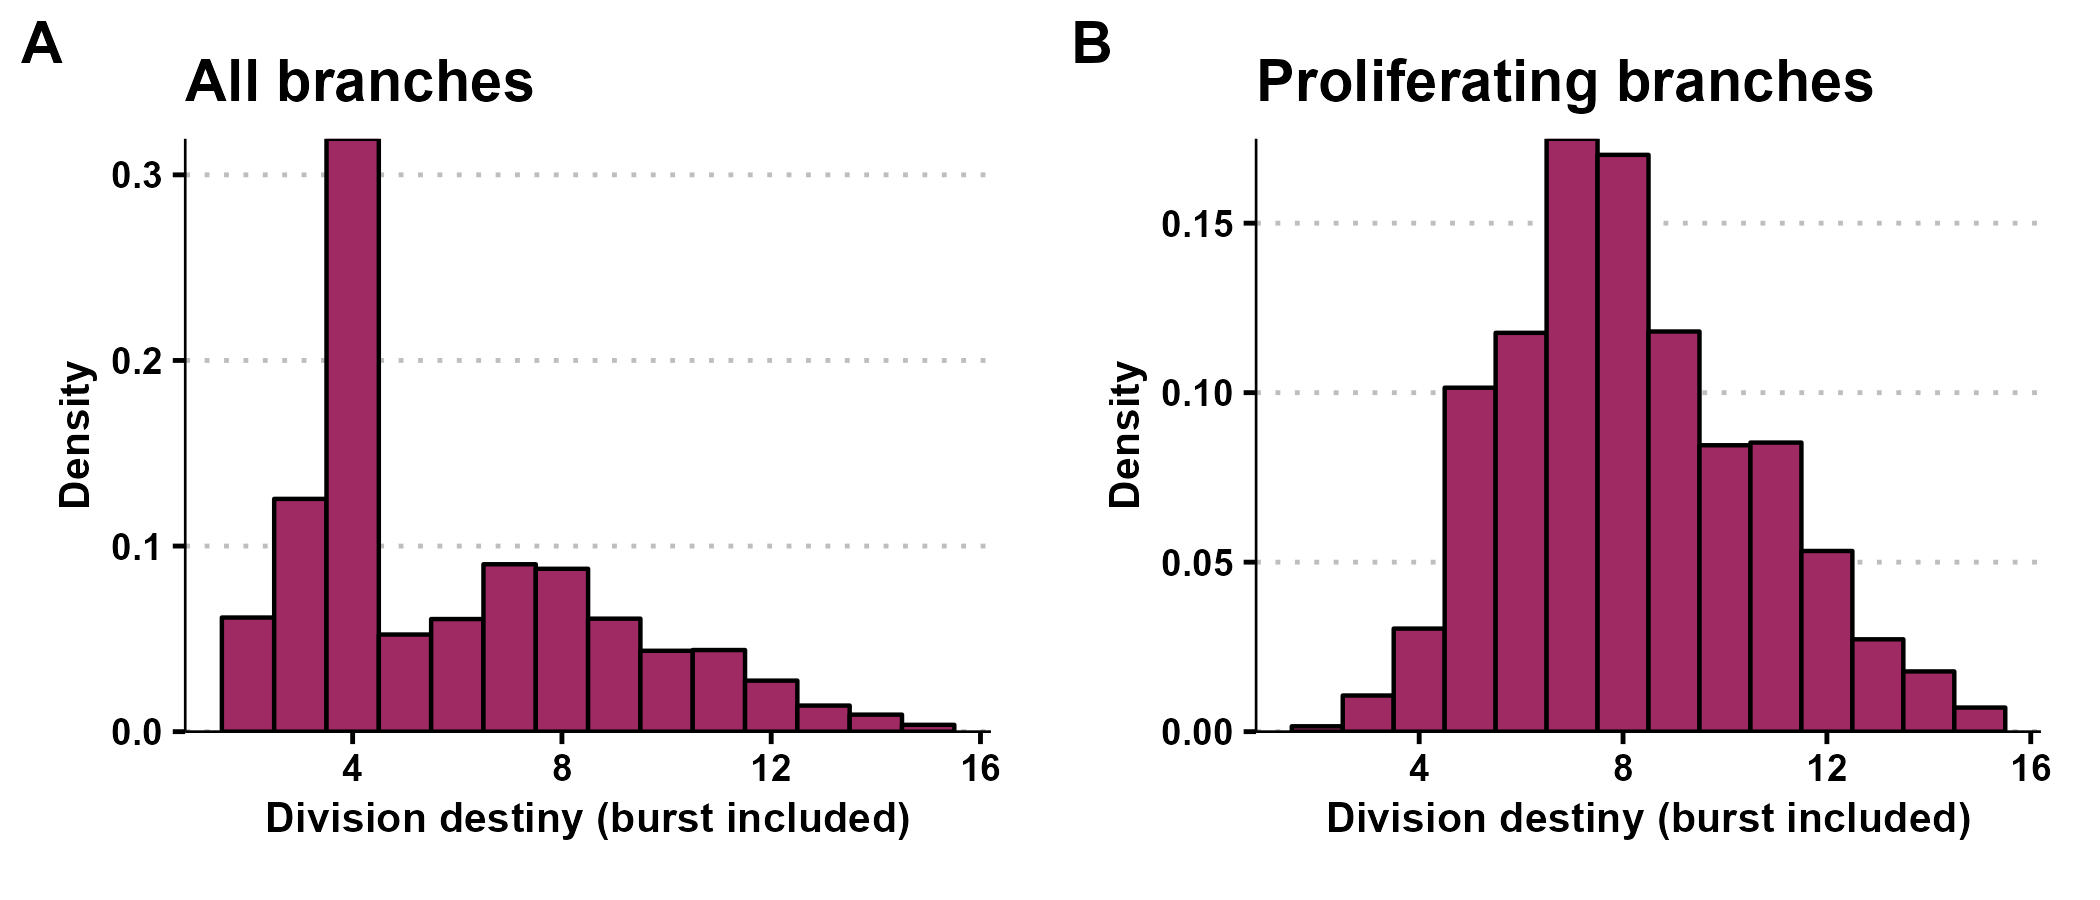 A
All branches
0.3
0.2
0.1
0.0
Density
4 8 12 16
Division destiny (burst included)
B
Proliferating branches
0.15
0.10
0.05
0.00
Density
4 8 12 16
Division destiny (burst included)